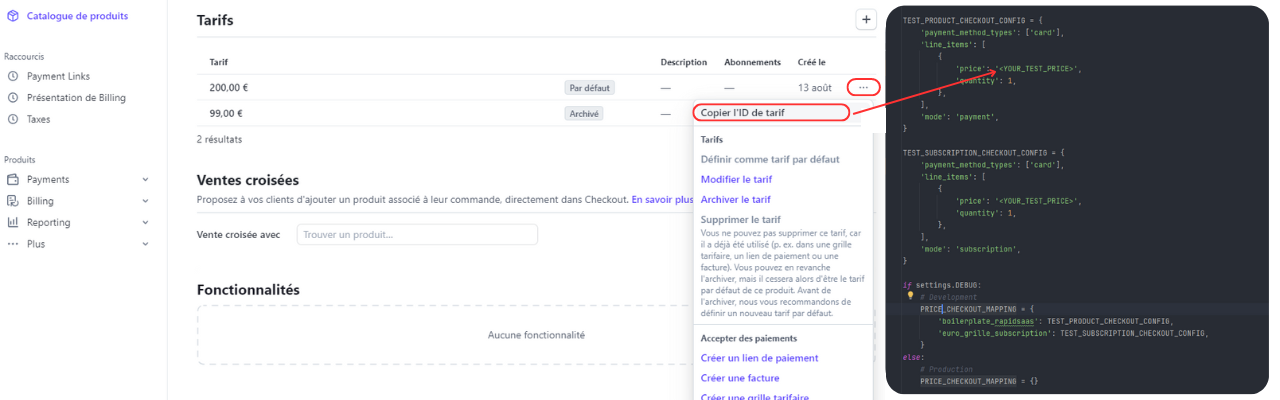 Catalogue de produits
Raccourcis
Payment Links
Présentation de Billing
Taxes
Produits
Payments
Billing
Reporting
Plus
Tarifs
+
Tarif Description Abonnements Créé le
200,00 € Par défaut — — 13 août ...
99,00 € Archivé —
2 résultats
Ventes croisées
Proposez à vos clients d'ajouter un produit associé à leur commande, directement dans Checkout. En savoir plus
Vente croisée avec Trouver un produit...
Fonctionnalités
Aucune fonctionnalité
Copier l'ID de tarif
Tarifs
Définir comme tarif par défaut
Modifier le tarif
Archiver le tarif
Supprimer le tarif
Vous ne pouvez pas supprimer ce tarif, car
il a déjà été utilisé (p. ex. dans une grille
tarifaire, un lien de paiement ou une
facture). Vous pouvez en revanche
l'archiver, mais il cessera alors d'être le tarif
par défaut de ce produit. Avant de
l'archiver, nous vous recommandons de
définir un nouveau tarif par défaut.
Accepter des paiements
Créer un lien de paiement
Créer une facture
Créer une grille tarifaire
TEST_PRODUCT_CHECKOUT_CONFIG = {
'payment_method_types': ['card'],
'line_items': [
{
'price': '<YOUR_TEST_PRICE>',
'quantity': 1,
},
],
'mode': 'payment',
}
TEST_SUBSCRIPTION_CHECKOUT_CONFIG = {
'payment_method_types': ['card'],
'line_items': [
{
'price': '<YOUR_TEST_PRICE>',
'quantity': 1,
},
],
'mode': 'subscription',
}
if settings.DEBUG:
# Development
PRICE_CHECKOUT_MAPPING = {
'boilerplate_rapidsaas': TEST_PRODUCT_CHECKOUT_CONFIG,
'euro_grille_subscription': TEST_SUBSCRIPTION_CHECKOUT_CONFIG,
}
else:
# Production
PRICE_CHECKOUT_MAPPING = {}